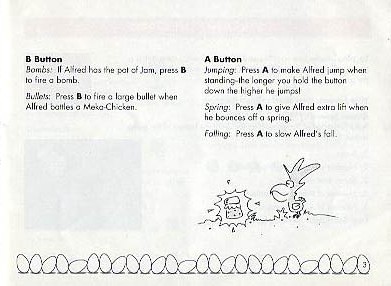 B Button
Bombs: If Alfred has the pot of Jam, press B
to fire a bomb.
Bullets: Press B to fire a large bullet when
Alfred battles a Meka-Chicken.
A Button
Jumping: Press A to make Alfred jump when
standing-the longer you hold the button
down the higher he jumps!
Spring: Press A to give Alfred extra lift when
he bounces off a spring.
Falling: Press A to slow Alfred's fall.
3